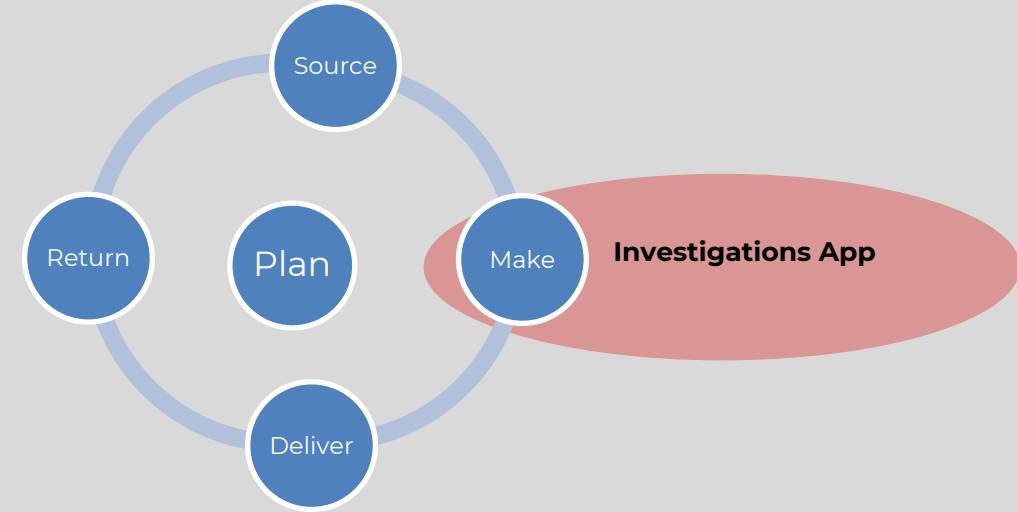 Source
Return
Plan
Make
Investigations App
Deliver